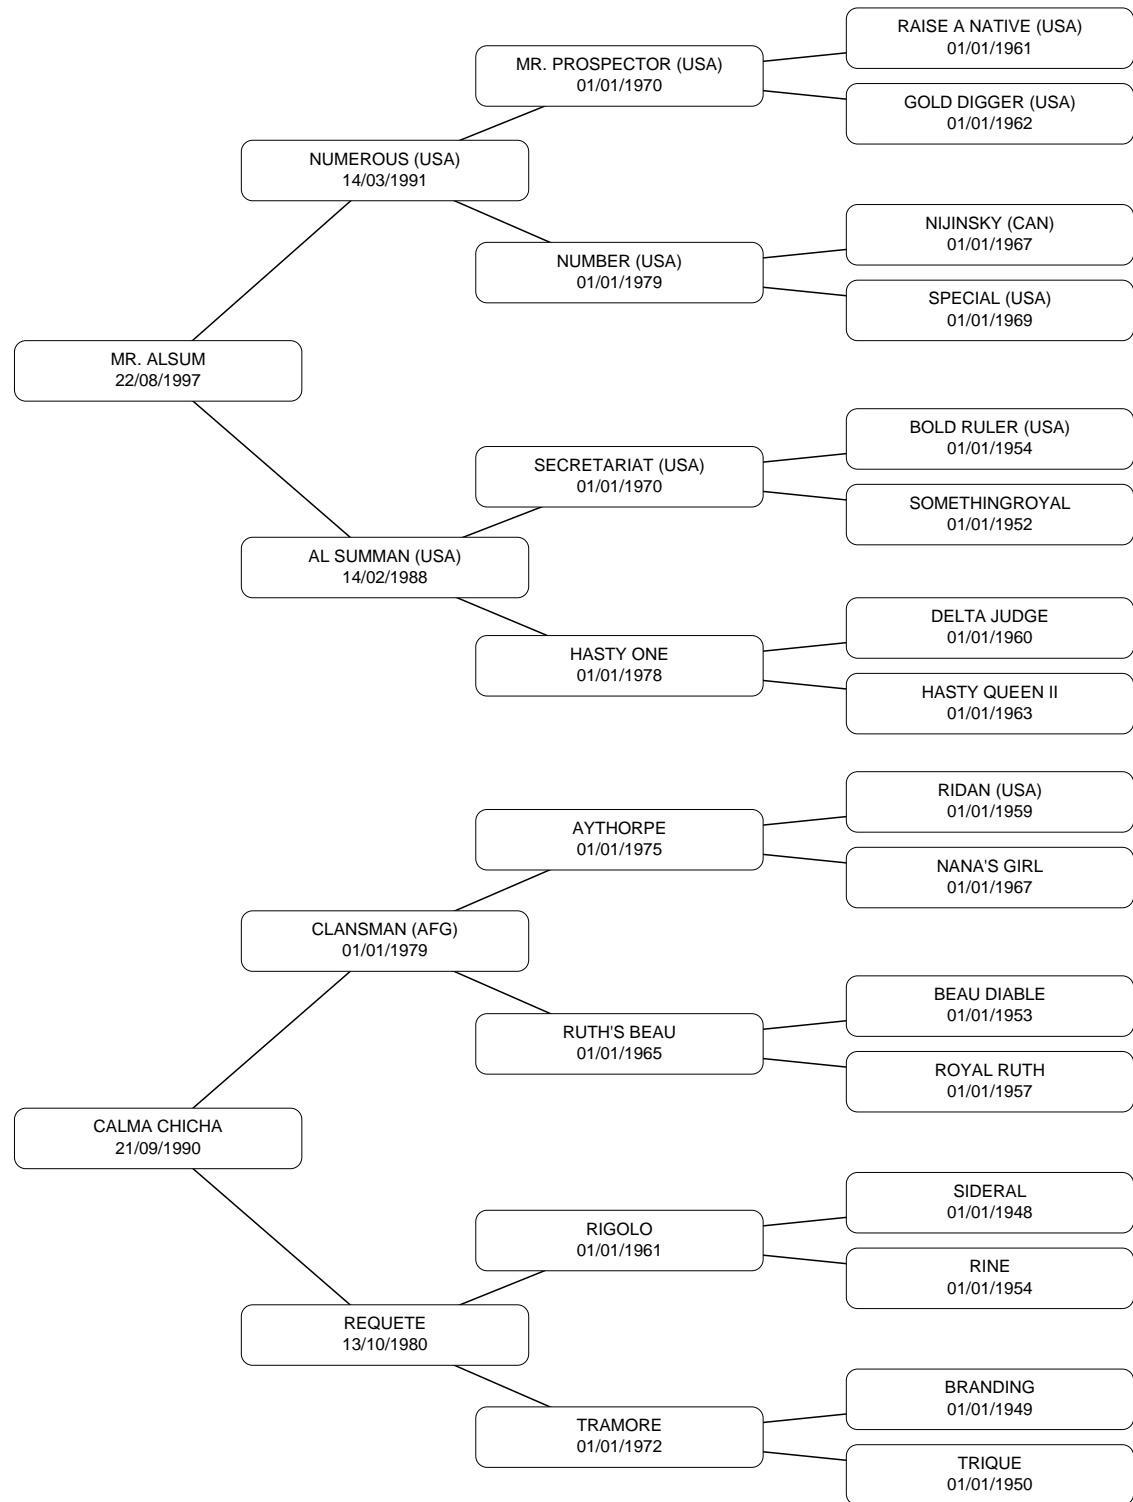 RAISE A NATIVE (USA)
01/01/1961
MR. PROSPECTOR (USA)
01/01/1970
GOLD DIGGER (USA)
01/01/1962
NUMEROUS (USA)
14/03/1991
NIJINSKY (CAN)
01/01/1967
NUMBER (USA)
01/01/1979
SPECIAL (USA)
01/01/1969
MR. ALSUM
22/08/1997
BOLD RULER (USA)
01/01/1954
SECRETARIAT (USA)
01/01/1970
SOMETHINGROYAL
01/01/1952
AL SUMMAN (USA)
14/02/1988
DELTA JUDGE
01/01/1960
HASTY ONE
01/01/1978
HASTY QUEEN II
01/01/1963
RIDAN (USA)
01/01/1959
AYTHORPE
01/01/1975
NANA'S GIRL
01/01/1967
CLANSMAN (AFG)
01/01/1979
BEAU DIABLE
01/01/1953
RUTH'S BEAU
01/01/1965
ROYAL RUTH
01/01/1957
CALMA CHICHA
21/09/1990
SIDERAL
01/01/1948
RIGOLO
01/01/1961
RINE
01/01/1954
REQUETE
13/10/1980
BRANDING
01/01/1949
TRAMORE
01/01/1972
TRIQUE
01/01/1950